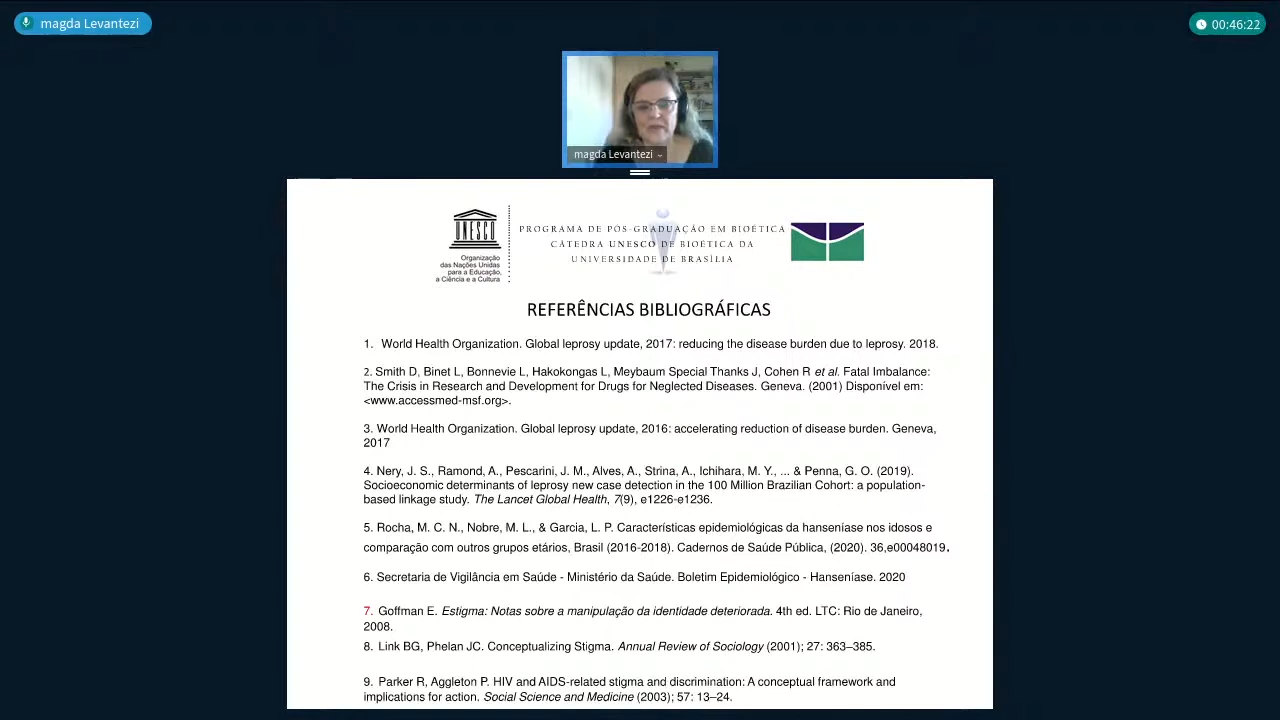 magda Levantezi
00:46:22
magda Levantezi
UNESCO
Organização
das Nações Unidas
para a Educação,
a Ciência e a Cultura
PROGRAMA DE PÓS-GRADUAÇÃO EM BIOÉTICA
CÁTEDRA UNESCO DE BIOÉTICA DA
UNIVERSIDADE DE BRASÍLIA
REFERÊNCIAS BIBLIOGRÁFICAS
1. World Health Organization. Global leprosy update, 2017: reducing the disease burden due to leprosy. 2018.
2. Smith D, Binet L, Bonnevie L, Hakokongas L, Meybaum Special Thanks J, Cohen R et al. Fatal Imbalance:
The Crisis in Research and Development for Drugs for Neglected Diseases. Geneva. (2001) Disponível em:
<www.accessmed-msf.org>.
3. World Health Organization. Global leprosy update, 2016: accelerating reduction of disease burden. Geneva,
2017
4. Nery, J. S., Ramond, A., Pescarini, J. M., Alves, A., Strina, A., Ichihara, M. Y., ... & Penna, G. O. (2019).
Socioeconomic determinants of leprosy new case detection in the 100 Million Brazilian Cohort: a population-
based linkage study. The Lancet Global Health, 7(9), e1226-e1236.
5. Rocha, M. C. N., Nobre, M. L., & Garcia, L. P. Características epidemiológicas da hanseníase nos idosos e
comparação com outros grupos etários, Brasil (2016-2018). Cadernos de Saúde Pública, (2020). 36,e00048019.
6. Secretaria de Vigilância em Saúde - Ministério da Saúde. Boletim Epidemiológico - Hanseníase. 2020
7. Goffman E. Estigma: Notas sobre a manipulação da identidade deteriorada. 4th ed. LTC: Rio de Janeiro,
2008.
8. Link BG, Phelan JC. Conceptualizing Stigma. Annual Review of Sociology (2001); 27: 363–385.
9. Parker R, Aggleton P. HIV and AIDS-related stigma and discrimination: A conceptual framework and
implications for action. Social Science and Medicine (2003); 57: 13–24.